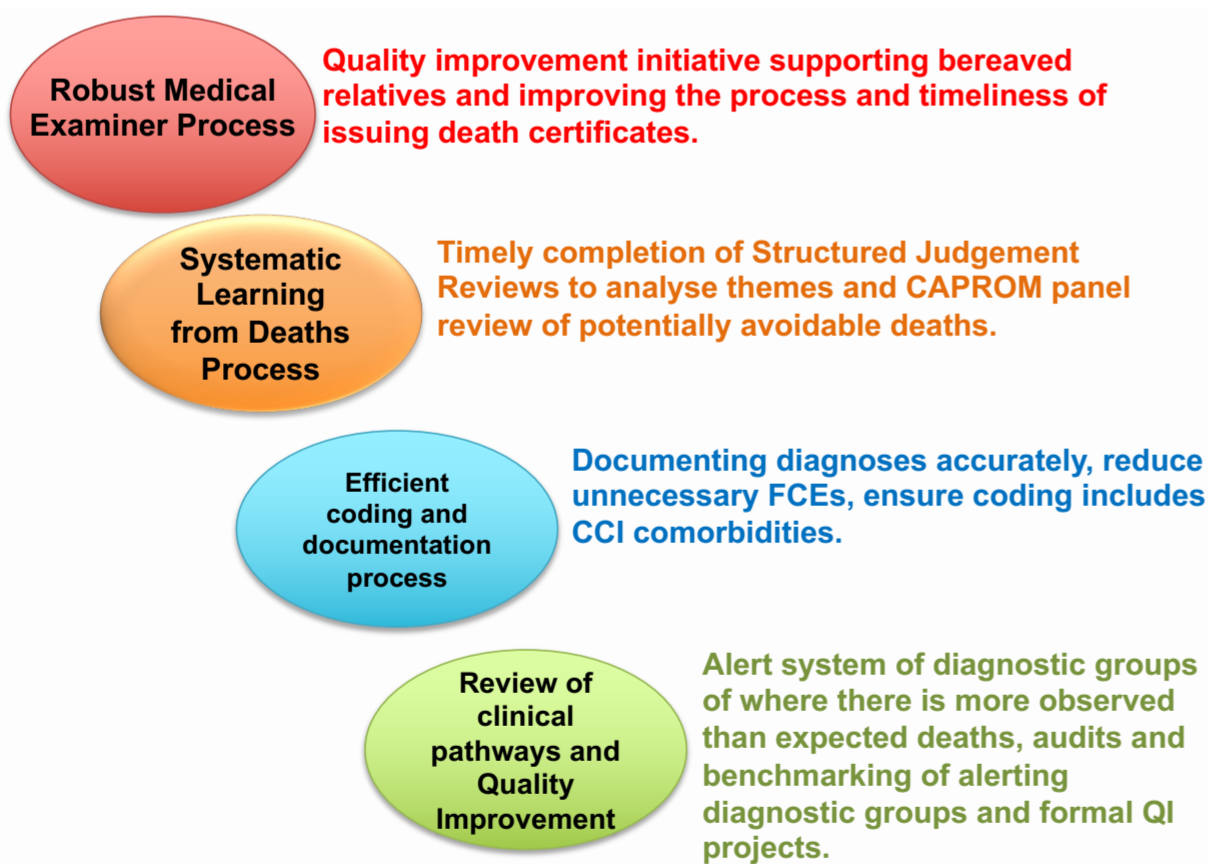 Robust Medical
Examiner Process
Quality improvement initiative supporting bereaved
relatives and improving the process and timeliness of
issuing death certificates.
Systematic
Learning
from Deaths
Process
Timely completion of Structured Judgement
Reviews to analyse themes and CAPROM panel
review of potentially avoidable deaths.
Efficient
coding and
documentation
process
Documenting diagnoses accurately, reduce
unnecessary FCEs, ensure coding includes
CCI comorbidities.
Review of
clinical
pathways and
Quality
Improvement
Alert system of diagnostic groups
of where there is more observed
than expected deaths, audits and
benchmarking of alerting
diagnostic groups and formal QI
projects.